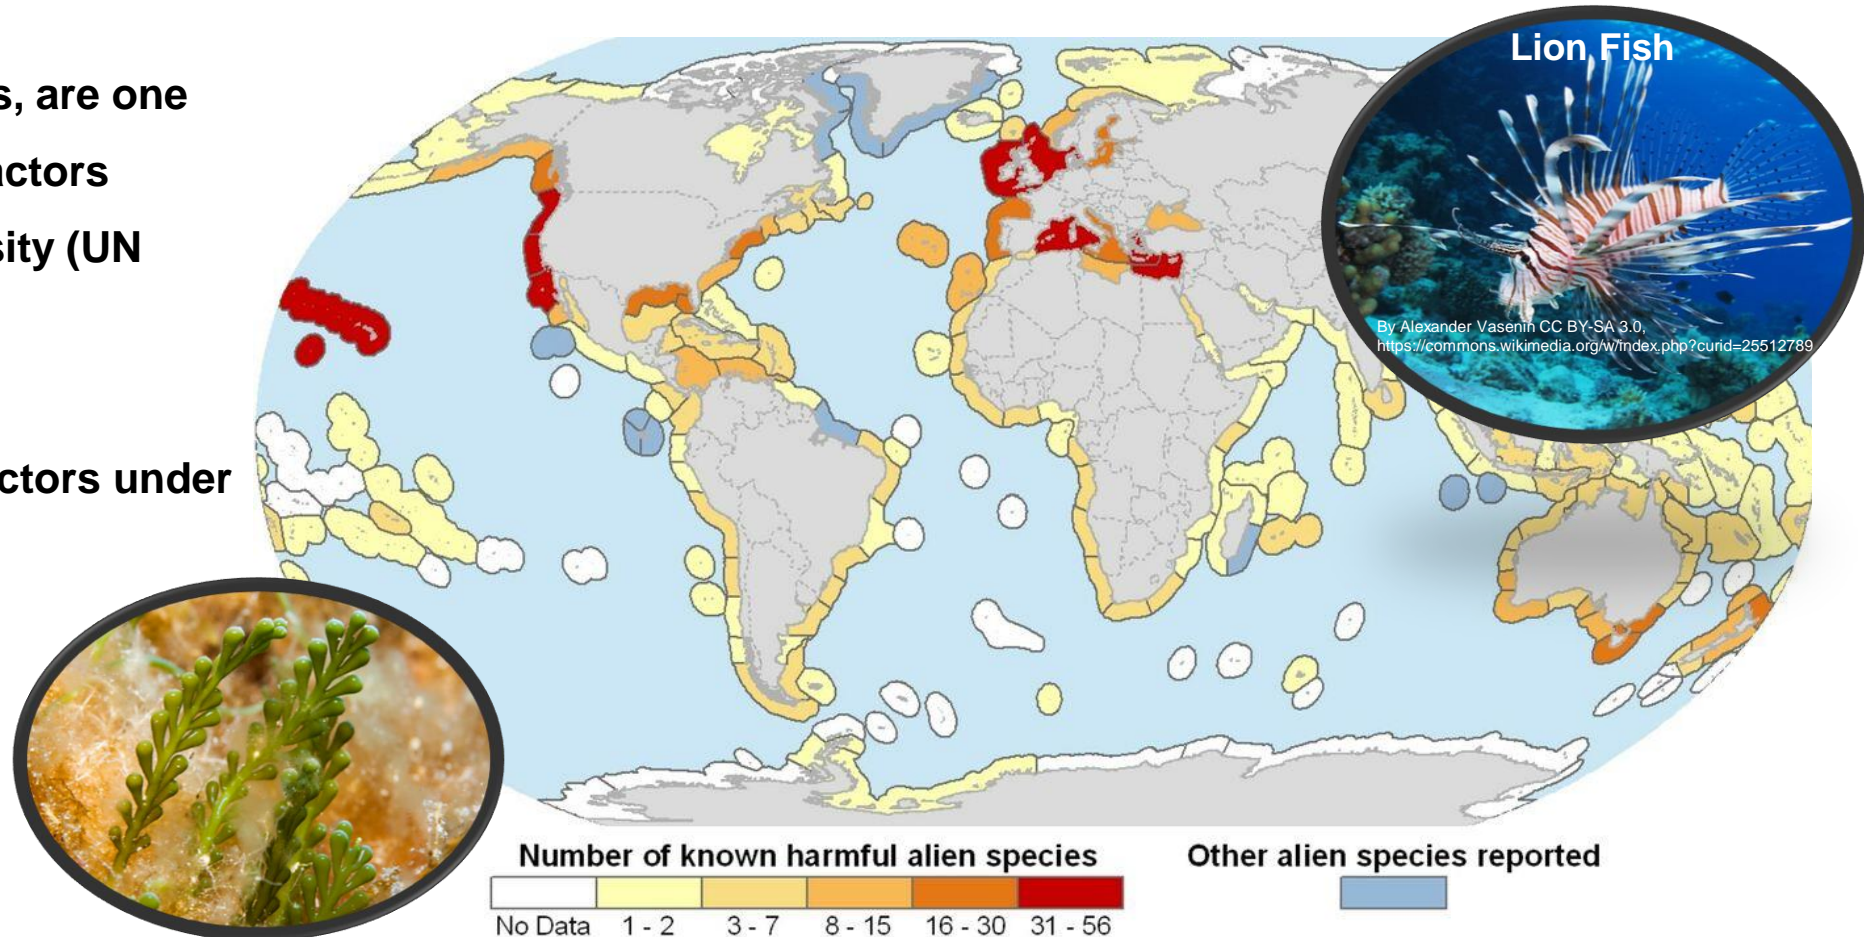 s, are one
actors
sity (UN
ctors under
Lion Fish
By Alexander Vasenin CC BY-SA 3.0,
https://commons.wikimedia.org/w/index.php?curid=25512789
Number of known harmful alien species
No Data 1 - 2 3 - 7 8 - 15 16 - 30 31 - 56
Other alien species reported